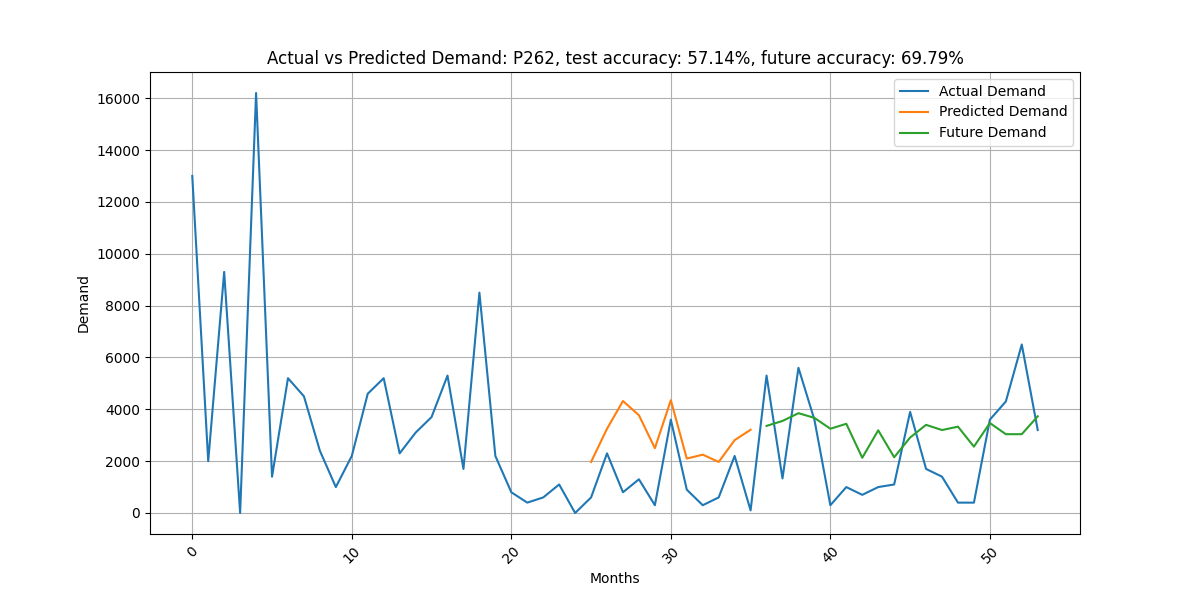 Actual vs Predicted Demand: P262, test accuracy: 57.14%, future accuracy: 69.79%
Actual Demand
Predicted Demand
Future Demand
16000
14000
12000
10000
8000
6000
4000
2000
0
Demand
0 10 20 30 40 50
Months